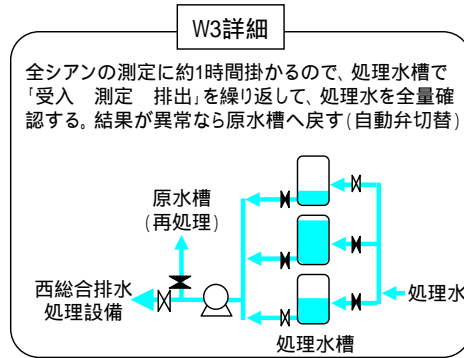 W3詳細
全シアンの測定に約1時間掛かるので、処理水槽で
「受入　測定　排出」を繰り返して、処理水を全量確
認する。結果が異常なら原水槽へ戻す(自動弁切替)
原水槽
(再処理)
西総合排水
処理設備
処理水
処理水槽